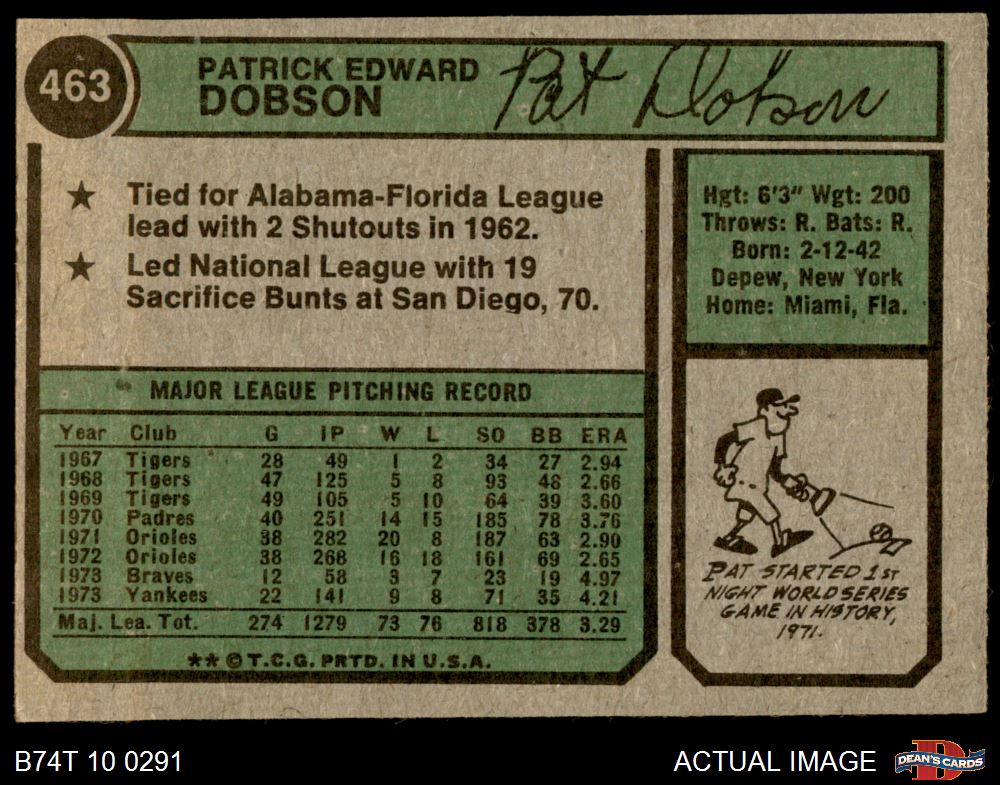 463
PATRICK EDWARD
DOBSON
Pat Dobson
★ Tied for Alabama-Florida League
lead with 2 Shutouts in 1962.
★ Led National League with 19
Sacrifice Bunts at San Diego, 70.
Hgt: 6'3" Wgt: 200
Throws: R. Bats: R.
Born: 2-12-42
Depew, New York
Home: Miami, Fla.
MAJOR LEAGUE PITCHING RECORD
Year Club G IP W L SO BB ERA
1967 Tigers 28 49 1 2 34 27 2.94
1968 Tigers 47 125 5 8 93 48 2.66
1969 Tigers 49 105 5 10 64 39 3.60
1970 Padres 40 251 14 15 185 78 3.76
1971 Orioles 38 282 20 8 187 63 2.90
1972 Orioles 38 268 16 18 161 69 2.65
1973 Braves 12 58 3 7 23 19 4.97
1973 Yankees 22 141 9 8 71 35 4.21
Maj. Lea. Tot. 274 1279 73 76 818 378 3.29
★★ © T.C.G. PRTD. IN U.S.A.
PAT STARTED 1ST
NIGHT WORLD SERIES
GAME IN HISTORY,
1971.
B74T 10 0291
ACTUAL IMAGE
DEAN'S CARDS